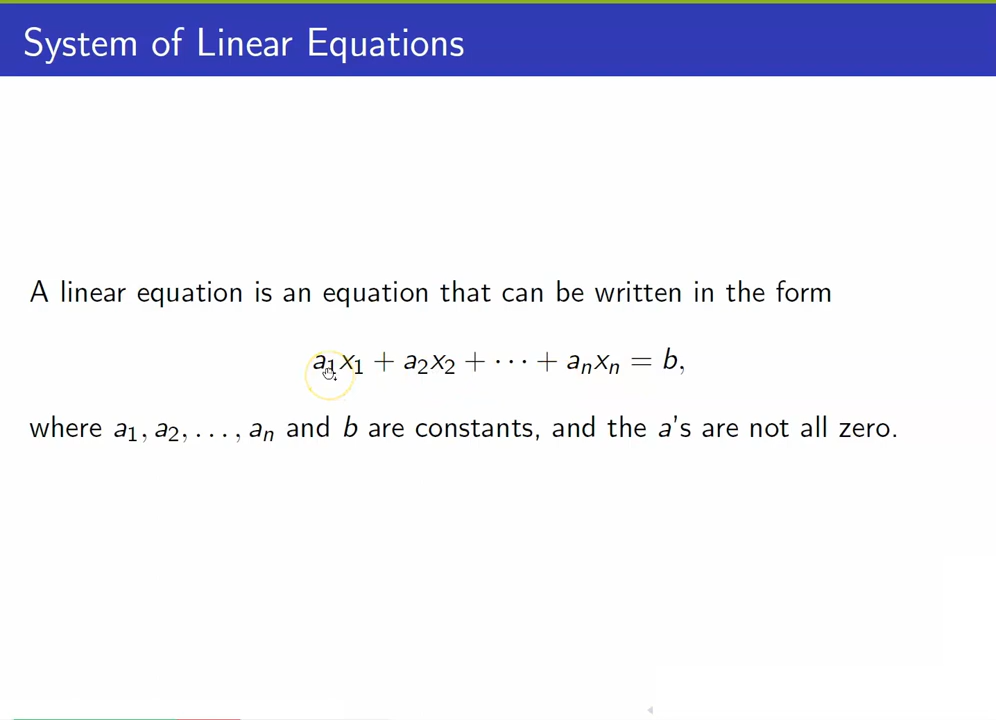 System of Linear Equations
A linear equation is an equation that can be written in the form
a₁x₁ + a₂x₂ + ⋯ + aₙxₙ = b,
where a₁, a₂, . . . , aₙ and b are constants, and the a's are not all zero.